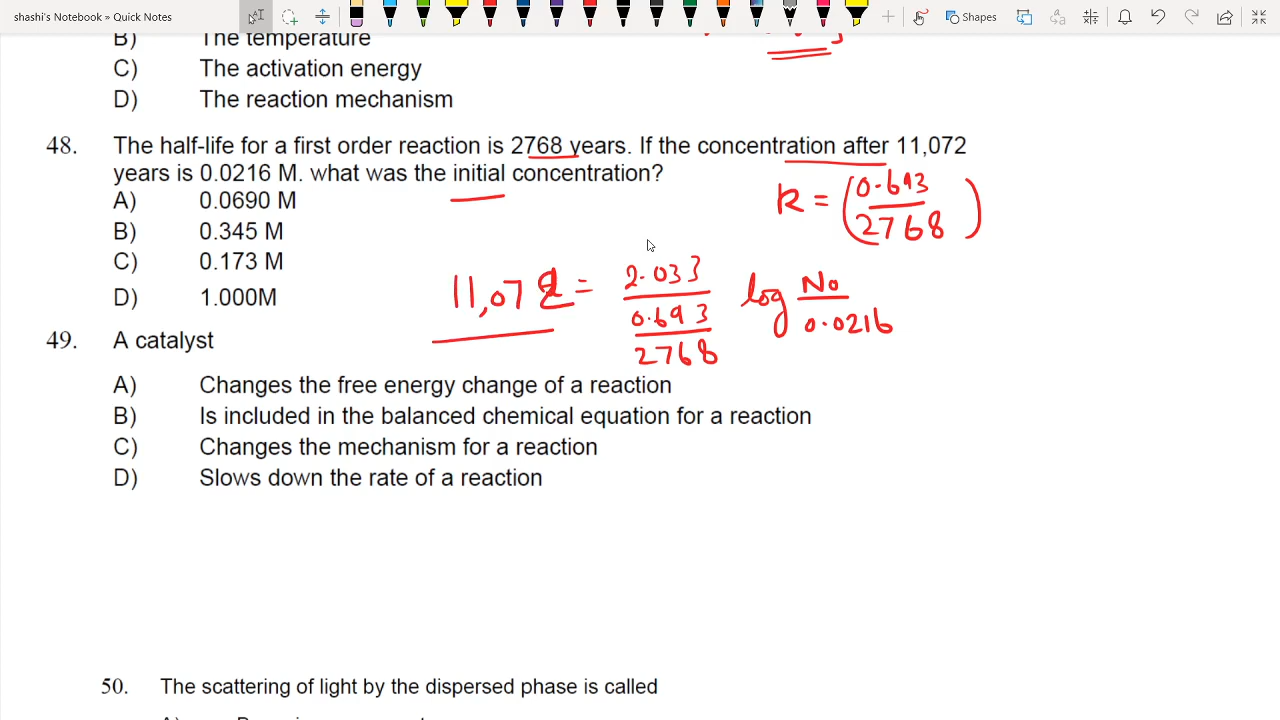 shashi's Notebook » Quick Notes
Shapes
B) The temperature
C) The activation energy
D) The reaction mechanism
48. The half-life for a first order reaction is 2768 years. If the concentration after 11,072
years is 0.0216 M. what was the initial concentration?
A) 0.0690 M
B) 0.345 M
C) 0.173 M
D) 1.000M
K = (0.693
2768)
11,072 = 2.033
0.693
2768
log No
0.0216
49. A catalyst
A) Changes the free energy change of a reaction
B) Is included in the balanced chemical equation for a reaction
C) Changes the mechanism for a reaction
D) Slows down the rate of a reaction
50. The scattering of light by the dispersed phase is called